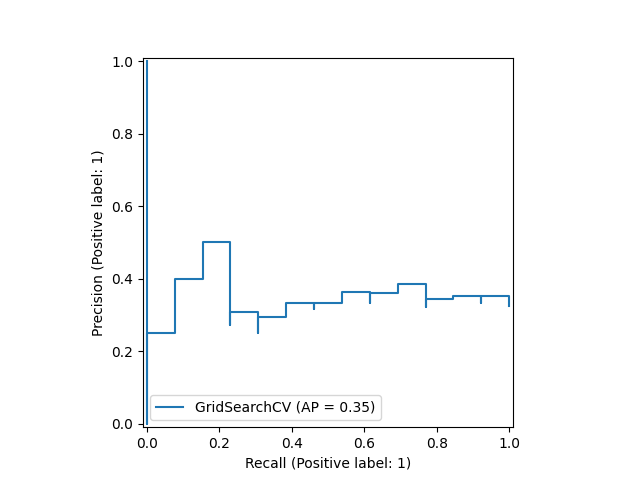 1.0
0.8
0.6
0.4
0.2
0.0
Precision (Positive label: 1)
GridSearchCV (AP = 0.35)
0.0 0.2 0.4 0.6 0.8 1.0
Recall (Positive label: 1)